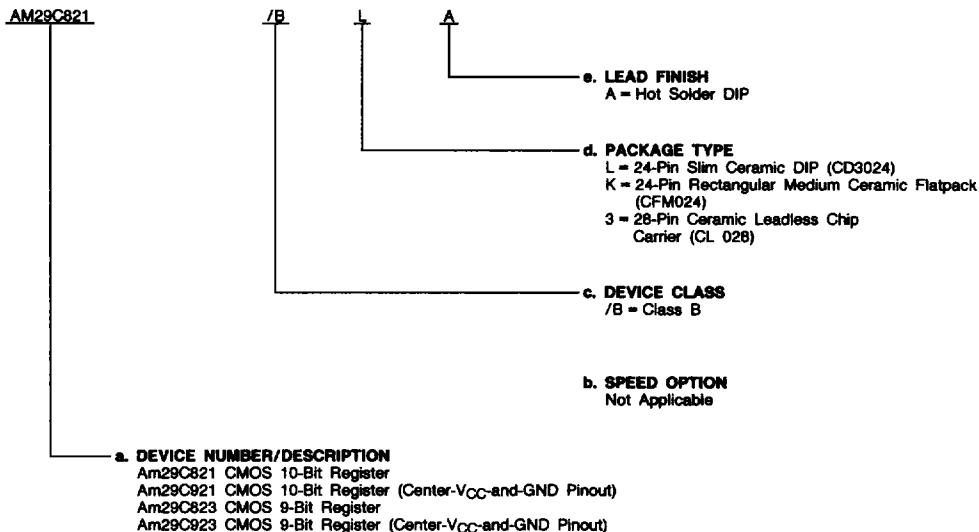 AM29C821 /B L A
e. LEAD FINISH
A = Hot Solder DIP
d. PACKAGE TYPE
L = 24-Pin Slim Ceramic DIP (CD3024)
K = 24-Pin Rectangular Medium Ceramic Flatpack
(CFM024)
3 = 28-Pin Ceramic Leadless Chip
Carrier (CL 028)
c. DEVICE CLASS
/B = Class B
b. SPEED OPTION
Not Applicable
a. DEVICE NUMBER/DESCRIPTION
Am29C821 CMOS 10-Bit Register
Am29C921 CMOS 10-Bit Register (Center-VCC-and-GND Pinout)
Am29C823 CMOS 9-Bit Register
Am29C923 CMOS 9-Bit Register (Center-VCC-and-GND Pinout)